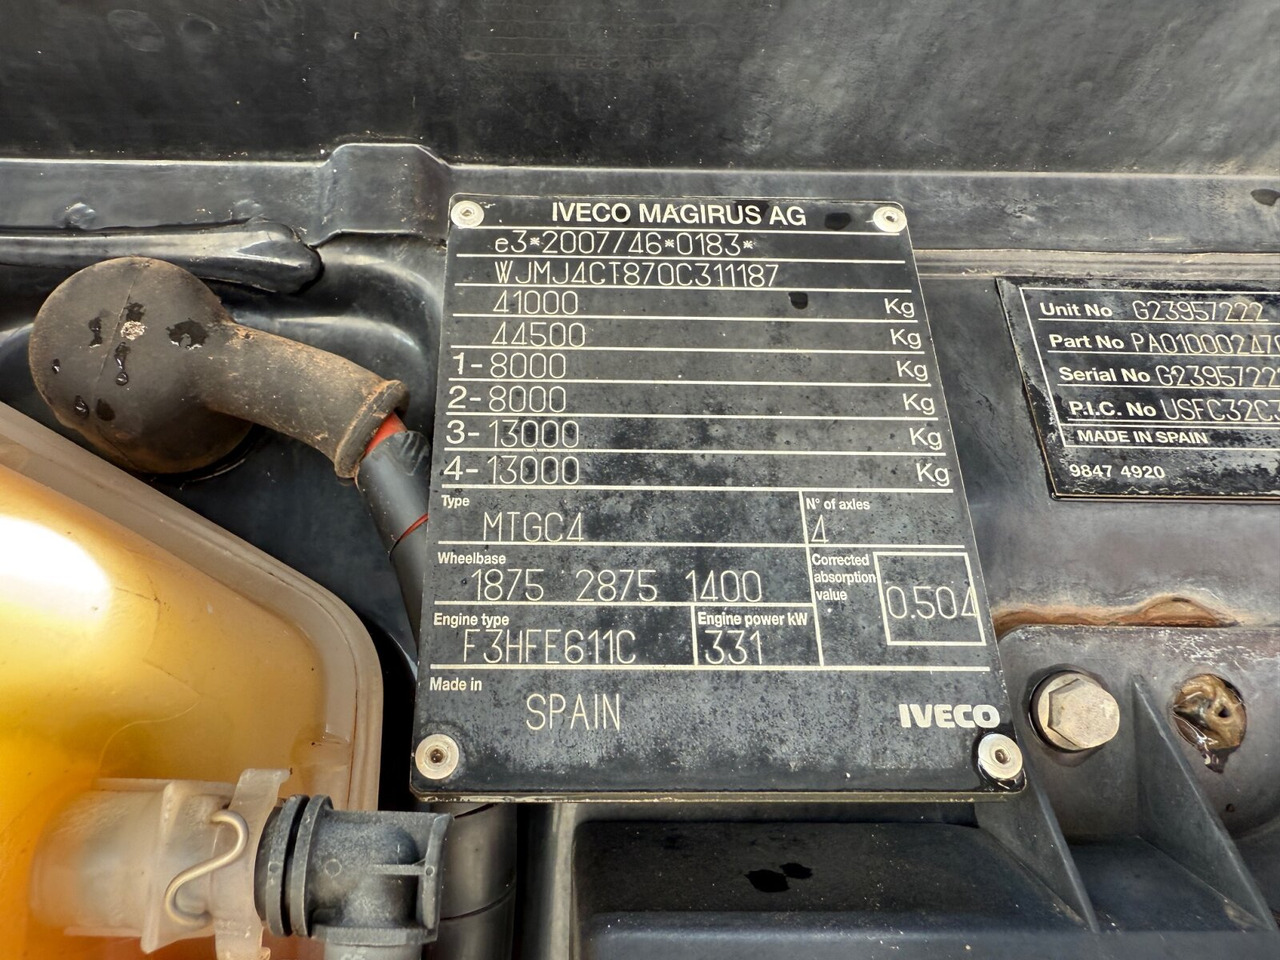 IVECO MAGIRUS AG
e3*2007/46*0183*
WJMJ4CT870C311187
41000 Kg
44500 Kg
1-8000 Kg
2-8000 Kg
3-13000 Kg
4-13000 Kg
Type MTGC4
N° of axles 4
Wheelbase 1875 2875 1400
Corrected absorption value 0.504
Engine type F3HFE611C
Engine power kW 331
Made in SPAIN
IVECO
Unit No G23957222
Part No PA01000247
Serial No G23957222
P.I.C. No USFC32C
MADE IN SPAIN
9847 4920